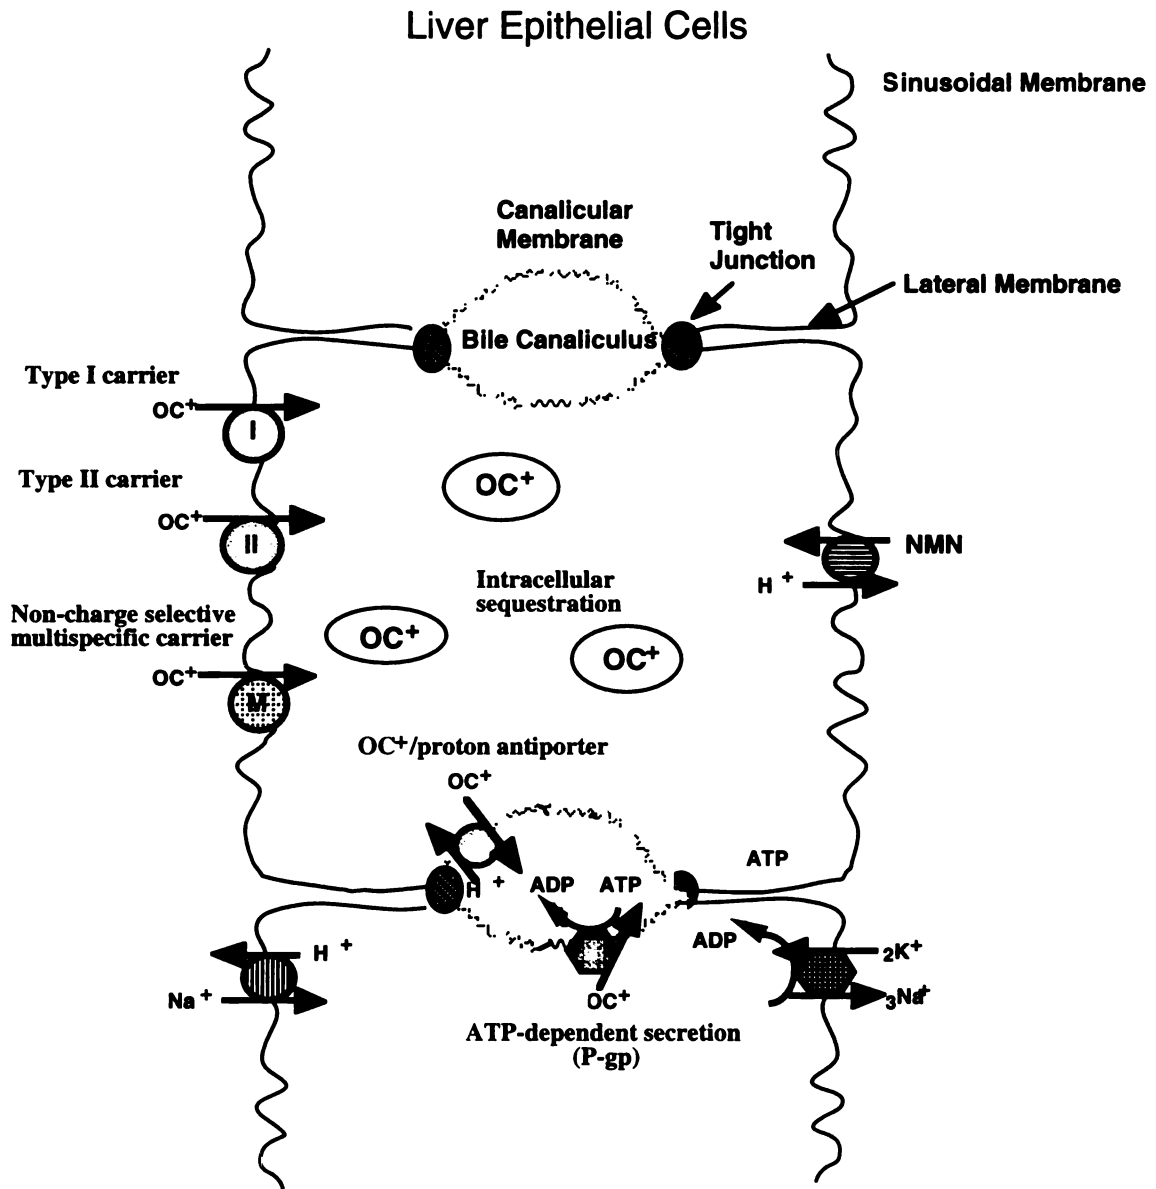 Liver Epithelial Cells
Sinusoidal Membrane
Canalicular
Membrane
Tight
Junction
Lateral Membrane
Bile Canaliculus
Type I carrier
OC+
I
Type II carrier
OC+
II
OC+
NMN
H +
Intracellular
sequestration
Non-charge selective
multispecific carrier
OC+
M
OC+
OC+
OC+/proton antiporter
OC+
H +
ADP
ATP
ATP
ADP
2K+
3Na+
H +
Na +
OC+
ATP-dependent secretion
(P-gp)